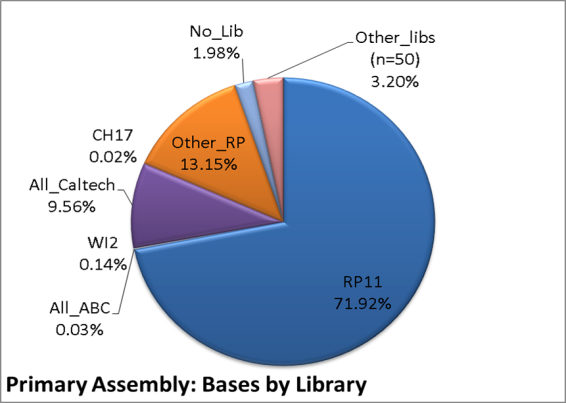 No_Lib
1.98%
Other_libs
(n=50)
3.20%
CH17
0.02%
Other_RP
13.15%
All_Caltech
9.56%
WI2
0.14%
RP11
71.92%
All_ABC
0.03%
Primary Assembly: Bases by Library